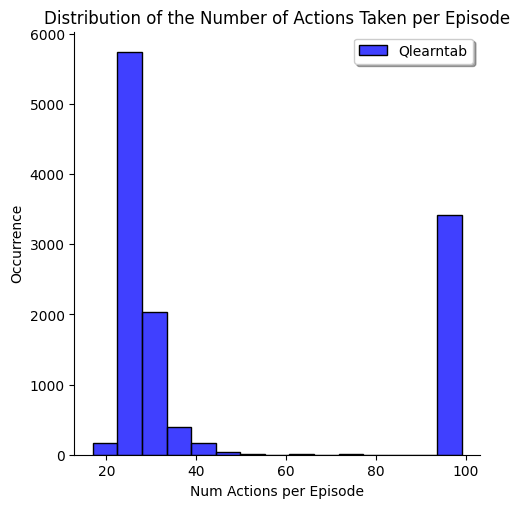 Distribution of the Number of Actions Taken per Episode
Qlearntab
6000
5000
4000
3000
2000
1000
0
Occurrence
20 40 60 80 100
Num Actions per Episode